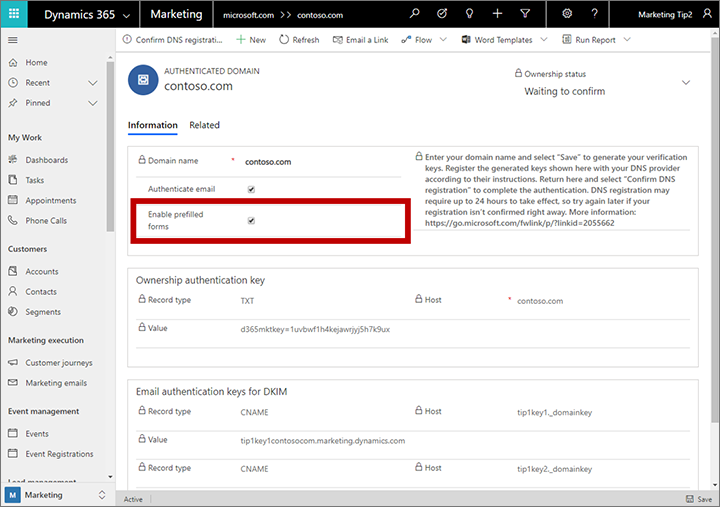 Dynamics 365 Marketing microsoft.com >> contoso.com Marketing Tip2
Confirm DNS registrati... New Refresh Email a Link Flow Word Templates Run Report
Home
Recent
Pinned
My Work
Dashboards
Tasks
Appointments
Phone Calls
Customers
Accounts
Contacts
Segments
Marketing execution
Customer journeys
Marketing emails
Event management
Events
Event Registrations
Lead management
M Marketing
AUTHENTICATED DOMAIN
contoso.com
Ownership status
Waiting to confirm
Information Related
Domain name * contoso.com
Authenticate email
Enable prefilled
forms
Enter your domain name and select "Save" to generate your verification
keys. Register the generated keys shown here with your DNS provider
according to their instructions. Return here and select "Confirm DNS
registration" to complete the authentication. DNS registration may
require up to 24 hours to take effect, so try again later if your
registration isn't confirmed right away. More information:
https://go.microsoft.com/fwlink/p/?linkid=2055662
Ownership authentication key
Record type TXT Host * contoso.com
Value d365mktkey=1uvbwf1h4kejawrjyj5h7k9ux
Email authentication keys for DKIM
Record type CNAME Host tip1key1._domainkey
Value tip1key1contosocom.marketing.dynamics.com
Record type CNAME Host tip1key2._domainkey
Active Save